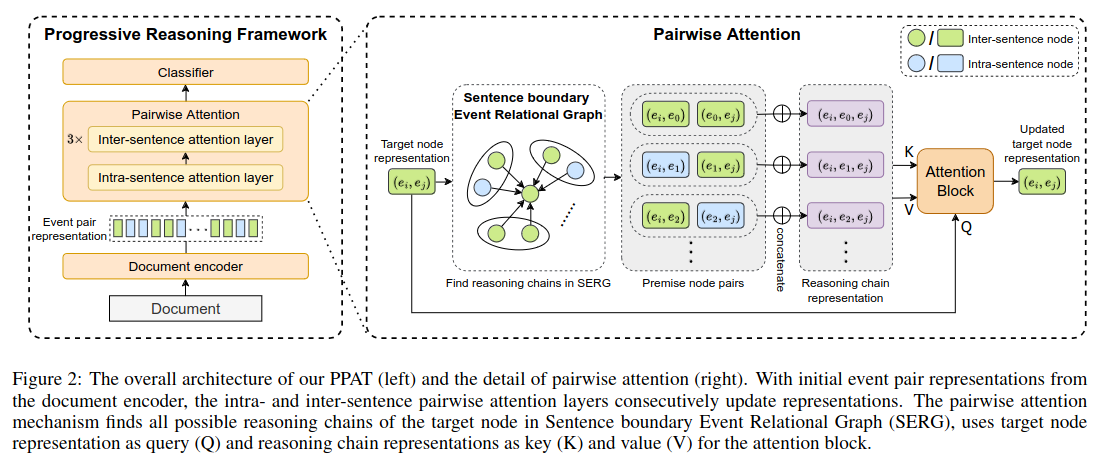 Progressive Reasoning Framework
Classifier
Pairwise Attention
3×
Inter-sentence attention layer
Intra-sentence attention layer
Event pair
representation
Document encoder
Document
Pairwise Attention
Inter-sentence node
Intra-sentence node
/
/
Sentence boundary
Event Relational Graph
Target node
representation
(e_i, e_j)
Find reasoning chains in SERG
(e_i, e_0) (e_0, e_j)
(e_i, e_1) (e_1, e_j)
(e_i, e_2) (e_2, e_j)
Premise node pairs
concatenate
(e_i, e_0, e_j)
(e_i, e_1, e_j)
(e_i, e_2, e_j)
Reasoning chain
representation
K
V
Q
Attention
Block
Updated
target node
representation
(e_i, e_j)
Figure 2: The overall architecture of our PPAT (left) and the detail of pairwise attention (right). With initial event pair representations from
the document encoder, the intra- and inter-sentence pairwise attention layers consecutively update representations. The pairwise attention
mechanism finds all possible reasoning chains of the target node in Sentence boundary Event Relational Graph (SERG), uses target node
representation as query (Q) and reasoning chain representations as key (K) and value (V) for the attention block.